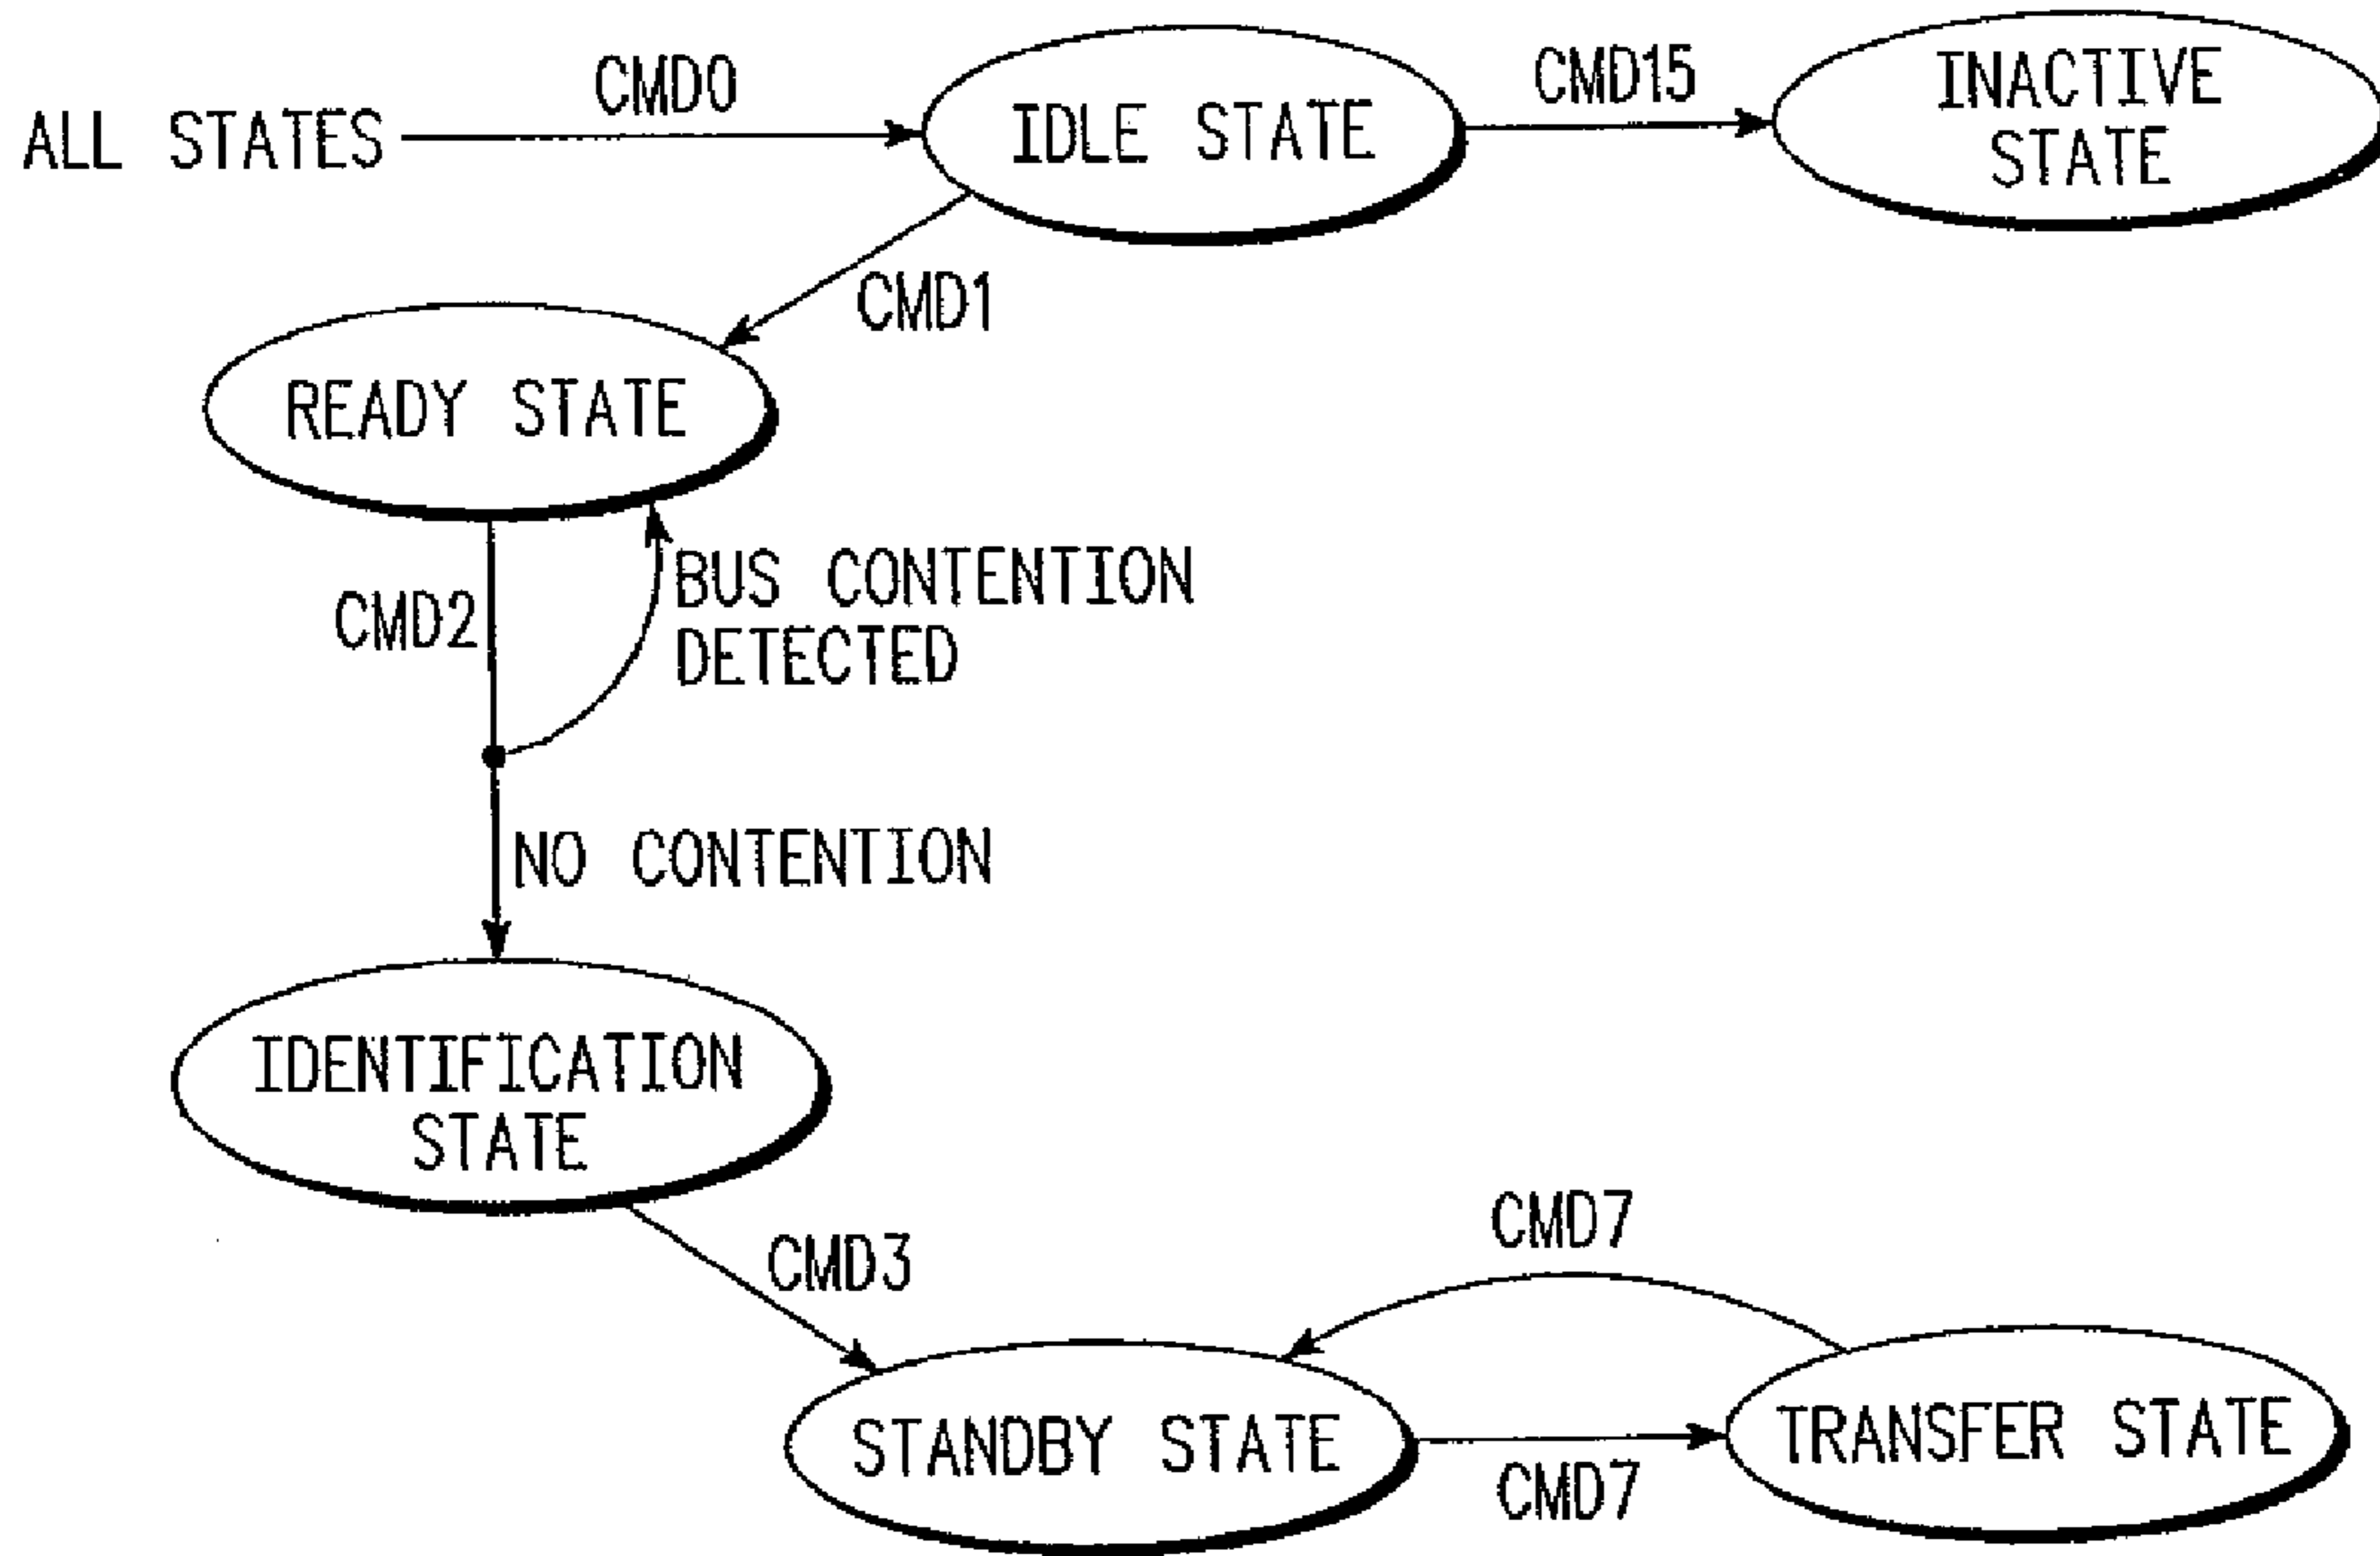 ALL STATES
CMD0
IDLE STATE
CMD15
INACTIVE
STATE
CMD1
READY STATE
CMD2
BUS CONTENTION
DETECTED
NO CONTENTION
IDENTIFICATION
STATE
CMD3
CMD7
STANDBY STATE
CMD7
TRANSFER STATE